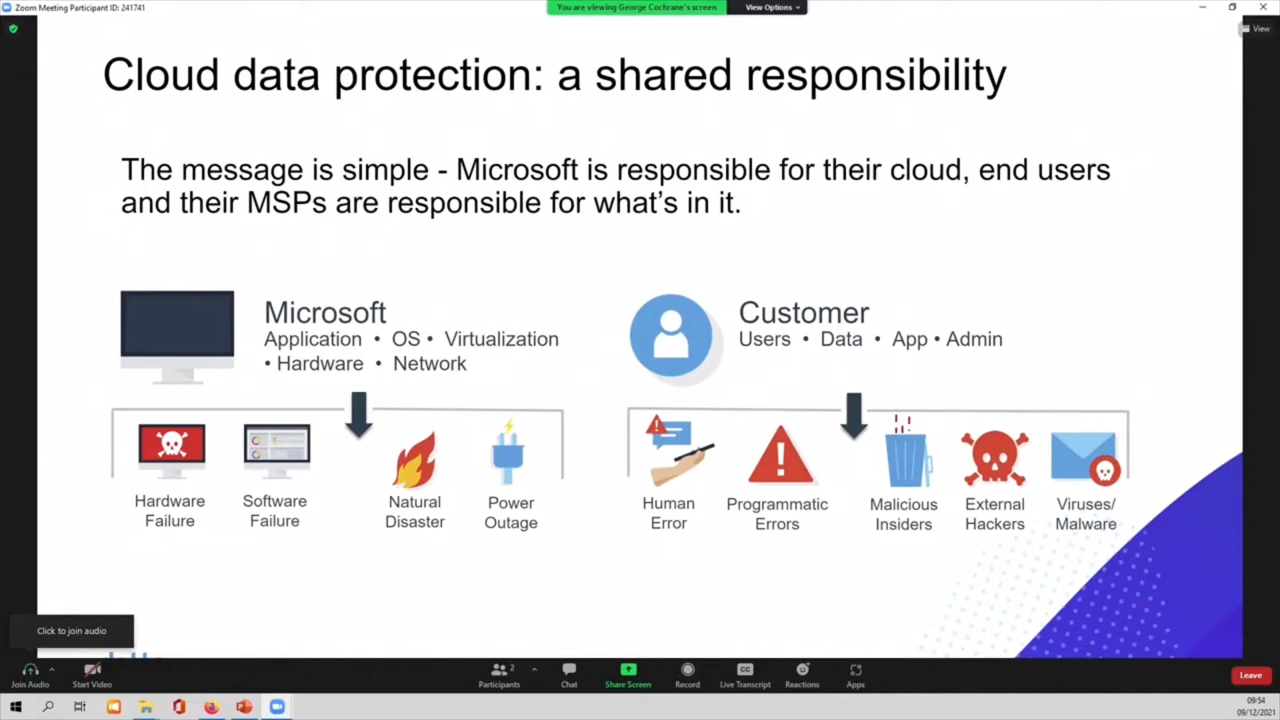 Zoom Meeting Participant ID: 241741
You are viewing George Cochrane's screen
View Options
View
Cloud data protection: a shared responsibility
The message is simple - Microsoft is responsible for their cloud, end users
and their MSPs are responsible for what's in it.
Microsoft
Application • OS • Virtualization
• Hardware • Network
Customer
Users • Data • App • Admin
Hardware
Failure
Software
Failure
Natural
Disaster
Power
Outage
Human
Error
Programmatic
Errors
Malicious
Insiders
External
Hackers
Viruses/
Malware
Click to join audio
Join Audio
Start Video
2
Participants
Chat
Share Screen
Record
CC
Live Transcript
Reactions
Apps
Leave
09:54
09/12/2021